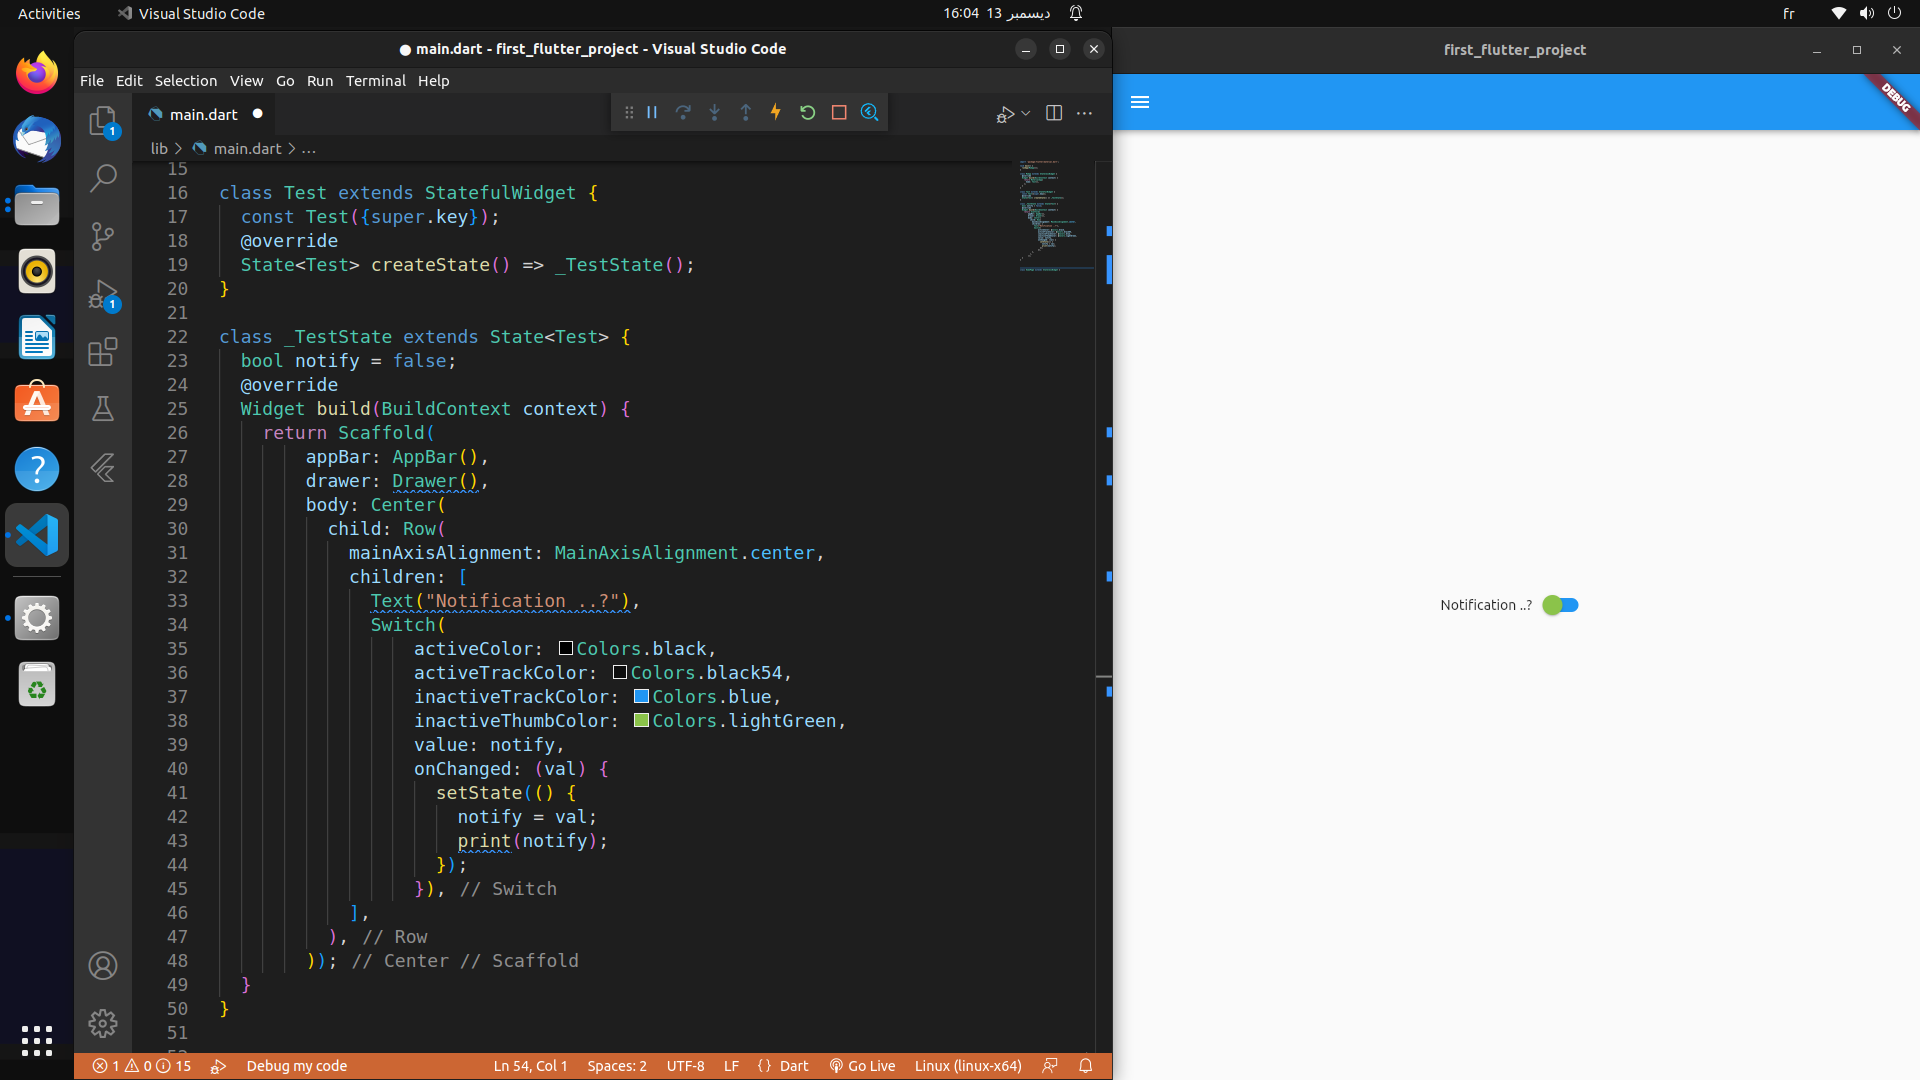 Activities
Visual Studio Code
16:04 13 ديسمبر
fr
● main.dart - first_flutter_project - Visual Studio Code
File Edit Selection View Go Run Terminal Help
main.dart
lib > main.dart > ...
15
16 class Test extends StatefulWidget {
17 const Test({super.key});
18 @override
19 State<Test> createState() => _TestState();
20 }
21
22 class _TestState extends State<Test> {
23 bool notify = false;
24 @override
25 Widget build(BuildContext context) {
26 return Scaffold(
27 appBar: AppBar(),
28 drawer: Drawer(),
29 body: Center(
30 child: Row(
31 mainAxisAlignment: MainAxisAlignment.center,
32 children: [
33 Text("Notification ..?"),
34 Switch(
35 activeColor: Colors.black,
36 activeTrackColor: Colors.black54,
37 inactiveTrackColor: Colors.blue,
38 inactiveThumbColor: Colors.lightGreen,
39 value: notify,
40 onChanged: (val) {
41 setState(() {
42 notify = val;
43 print(notify);
44 });
45 }), // Switch
46 ],
47 ), // Row
48 )); // Center // Scaffold
49 }
50 }
51
1
1
1 0 15 Debug my code Ln 54, Col 1 Spaces: 2 UTF-8 LF {} Dart Go Live Linux (linux-x64)
first_flutter_project
DEBUG
Notification ..?